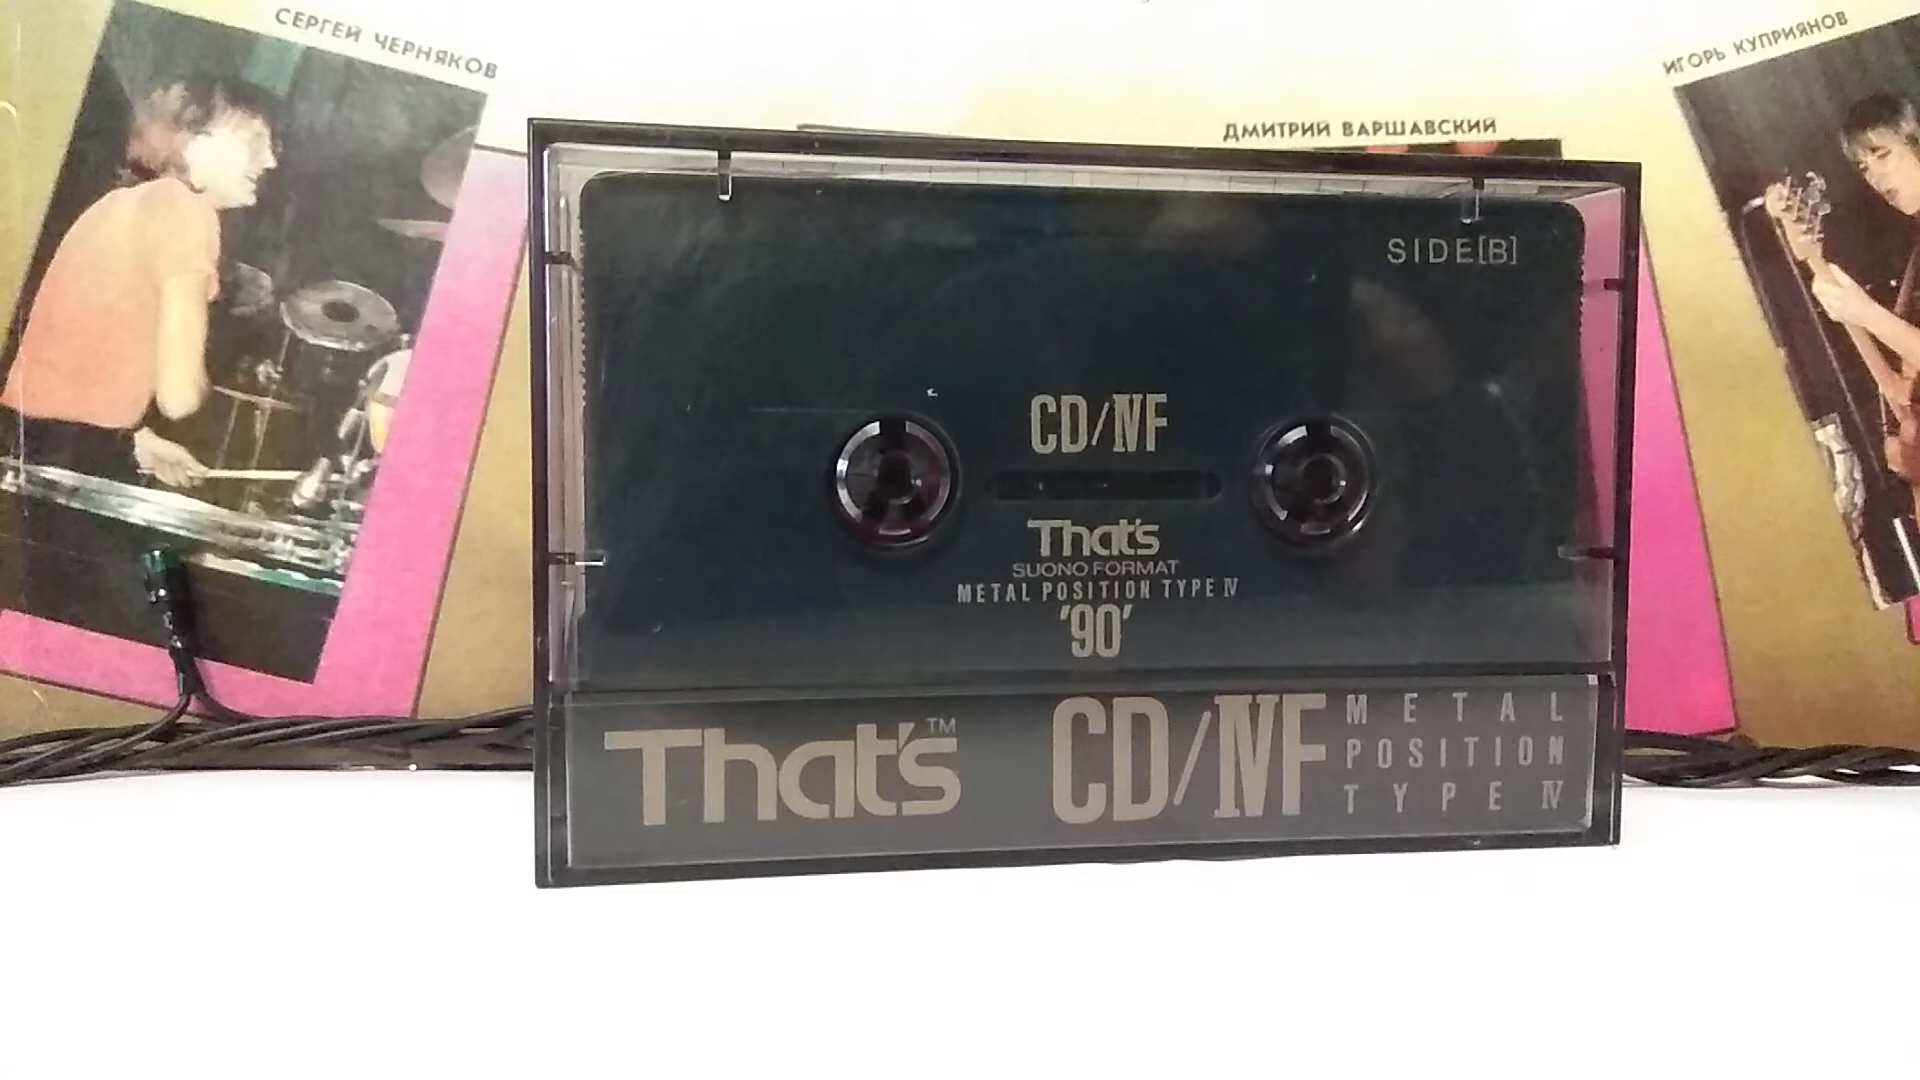 СЕРГЕЙ ЧЕРНЯКОВ
ИГОРЬ КУПРИЯНОВ
ДМИТРИЙ ВАРШАВСКИЙ
SIDE[B]
CD/IVF
That's
SUONO FORMAT
METAL POSITION TYPE IV
'90'
That's™
CD/IVF
METAL
POSITION
TYPE IV